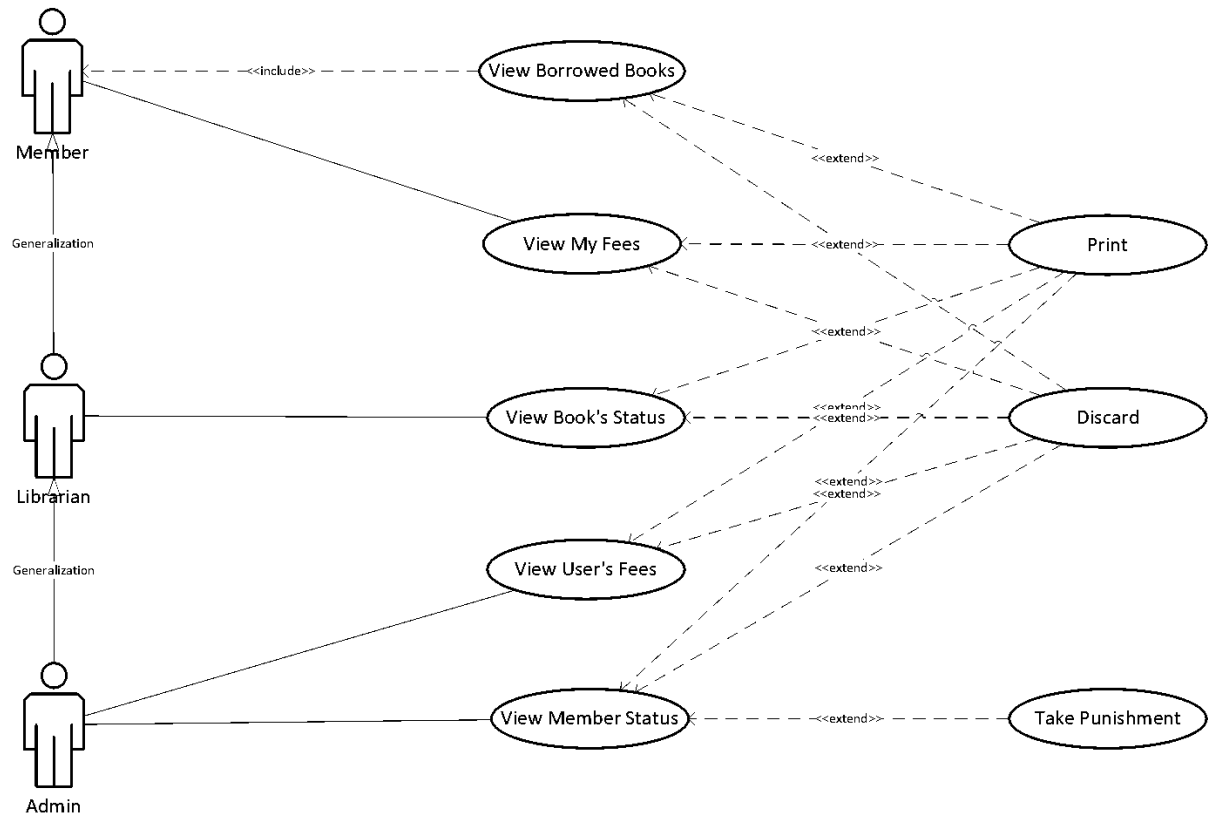 <<include>>
View Borrowed Books
Member
<<extend>>
Generalization
View My Fees
<<extend>>
Print
<<extend>>
View Book's Status
<<extend>>
<<extend>>
Discard
Librarian
<<extend>>
<<extend>>
Generalization
View User's Fees
<<extend>>
View Member Status
<<extend>>
Take Punishment
Admin